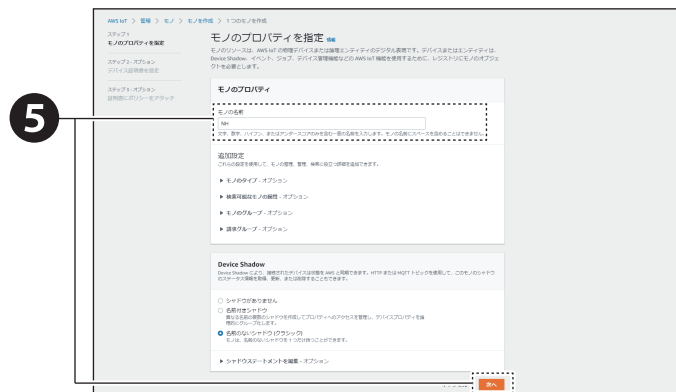 AWS IoT > 管理 > モノ > モノを作成 > 1つのモノを作成
ステップ 1
モノのプロパティを指定
ステップ 2 - オプション
デバイス証明書を設定
ステップ 3 - オプション
証明書にポリシーをアタッチ
モノのプロパティを指定 情報
モノのリソースは、AWS IoT の物理デバイスまたは論理エンティティのデジタル表現です。デバイスまたはエンティティは、
Device Shadow、イベント、ジョブ、デバイス管理機能などの AWS IoT 機能を使用するために、レジストリにモノのオブジェ
クトを必要とします。
モノのプロパティ
5
モノの名前
NH
文字、数字、ハイフン、またはアンダースコアのみを含む一意の名前を入力します。モノの名前にスペースを含めることはできません。
追加設定
これらの設定を使用して、モノの整理、管理、検索に役立つ詳細を追加できます。
▶ モノのタイプ - オプション
▶ 検索可能なモノの属性 - オプション
▶ モノのグループ - オプション
▶ 請求グループ - オプション
Device Shadow
Device Shadow により、接続されたデバイスは状態を AWS と同期できます。HTTP または MQTT トピックを使用して、このモノのシャドウ
のステータス情報を取得、更新、または削除することもできます。
シャドウがありません
名前付きシャドウ
異なる名前の複数のシャドウを作成してプロパティへのアクセスを管理し、デバイスプロパティを論
理的にグループ化します。
名前のないシャドウ (クラシック)
モノは、名前のないシャドウを 1 つだけ持つことができます。
▶ シャドウステートメントを編集 - オプション
次へ